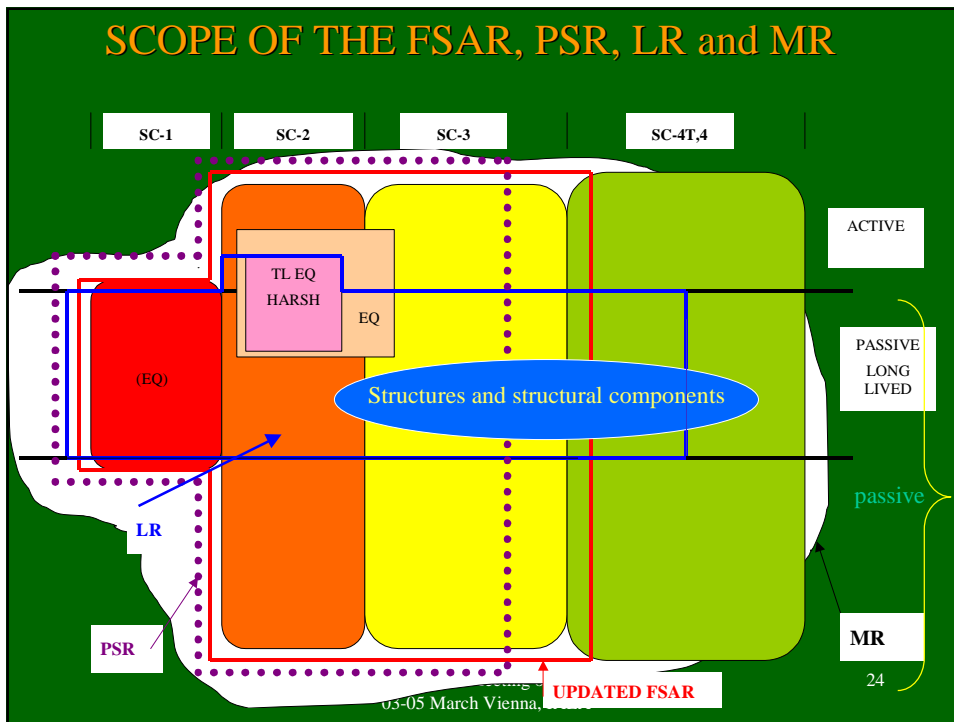 SCOPE OF THE FSAR, PSR, LR and MR
SC-1
SC-2
SC-3
SC-4T,4
ACTIVE
TL EQ
HARSH
EQ
(EQ)
PASSIVE
LONG
LIVED
Structures and structural components
passive
LR
PSR
MR
UPDATED FSAR
24
03-05 March Vienna,